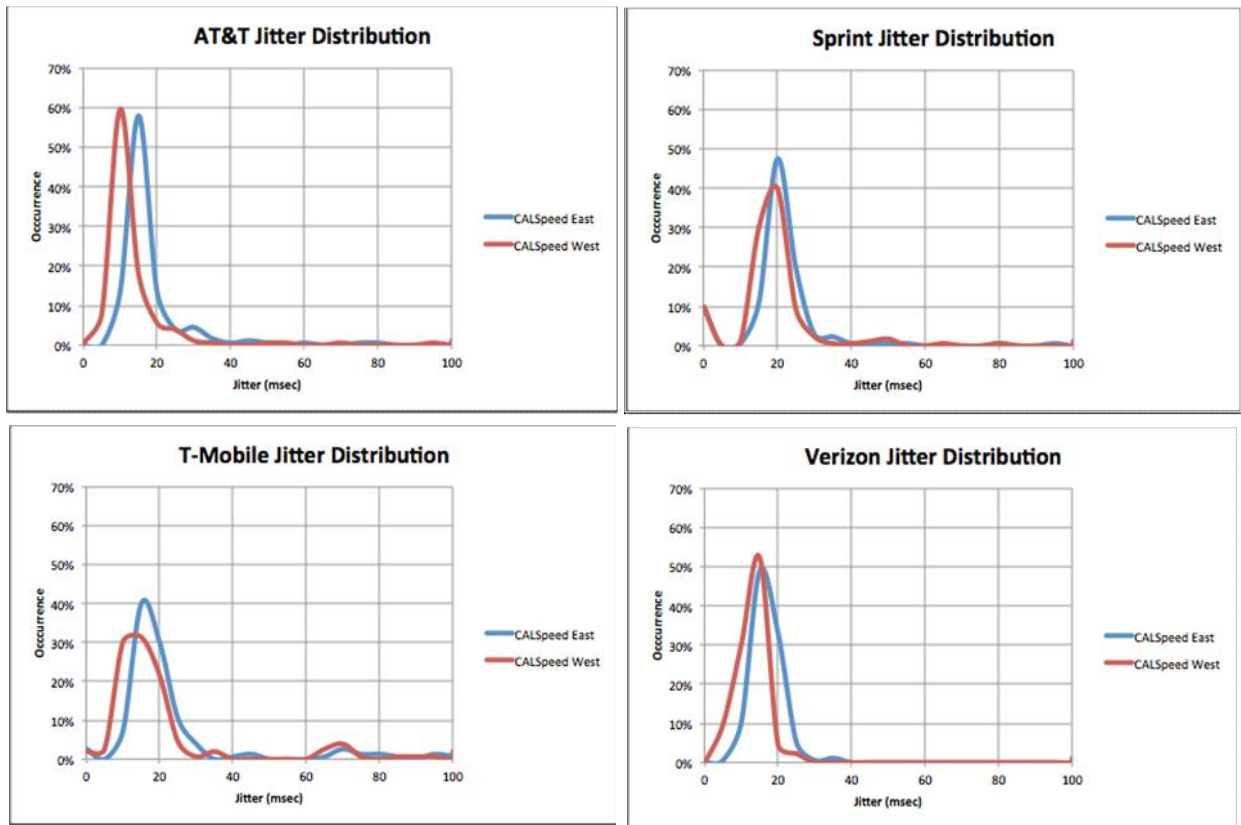 AT&T Jitter Distribution
70%
60%
50%
40%
30%
20%
10%
0%
Occcurrence
0 20 40 60 80 100
Jitter (msec)
CALSpeed East
CALSpeed West
Sprint Jitter Distribution
70%
60%
50%
40%
30%
20%
10%
0%
Occcurrence
0 20 40 60 80 100
Jitter (msec)
CALSpeed East
CALSpeed West
T-Mobile Jitter Distribution
70%
60%
50%
40%
30%
20%
10%
0%
Occcurrence
0 20 40 60 80 100
Jitter (msec)
CALSpeed East
CALSpeed West
Verizon Jitter Distribution
70%
60%
50%
40%
30%
20%
10%
0%
Occcurrence
0 20 40 60 80 100
Jitter (msec)
CALSpeed East
CALSpeed West